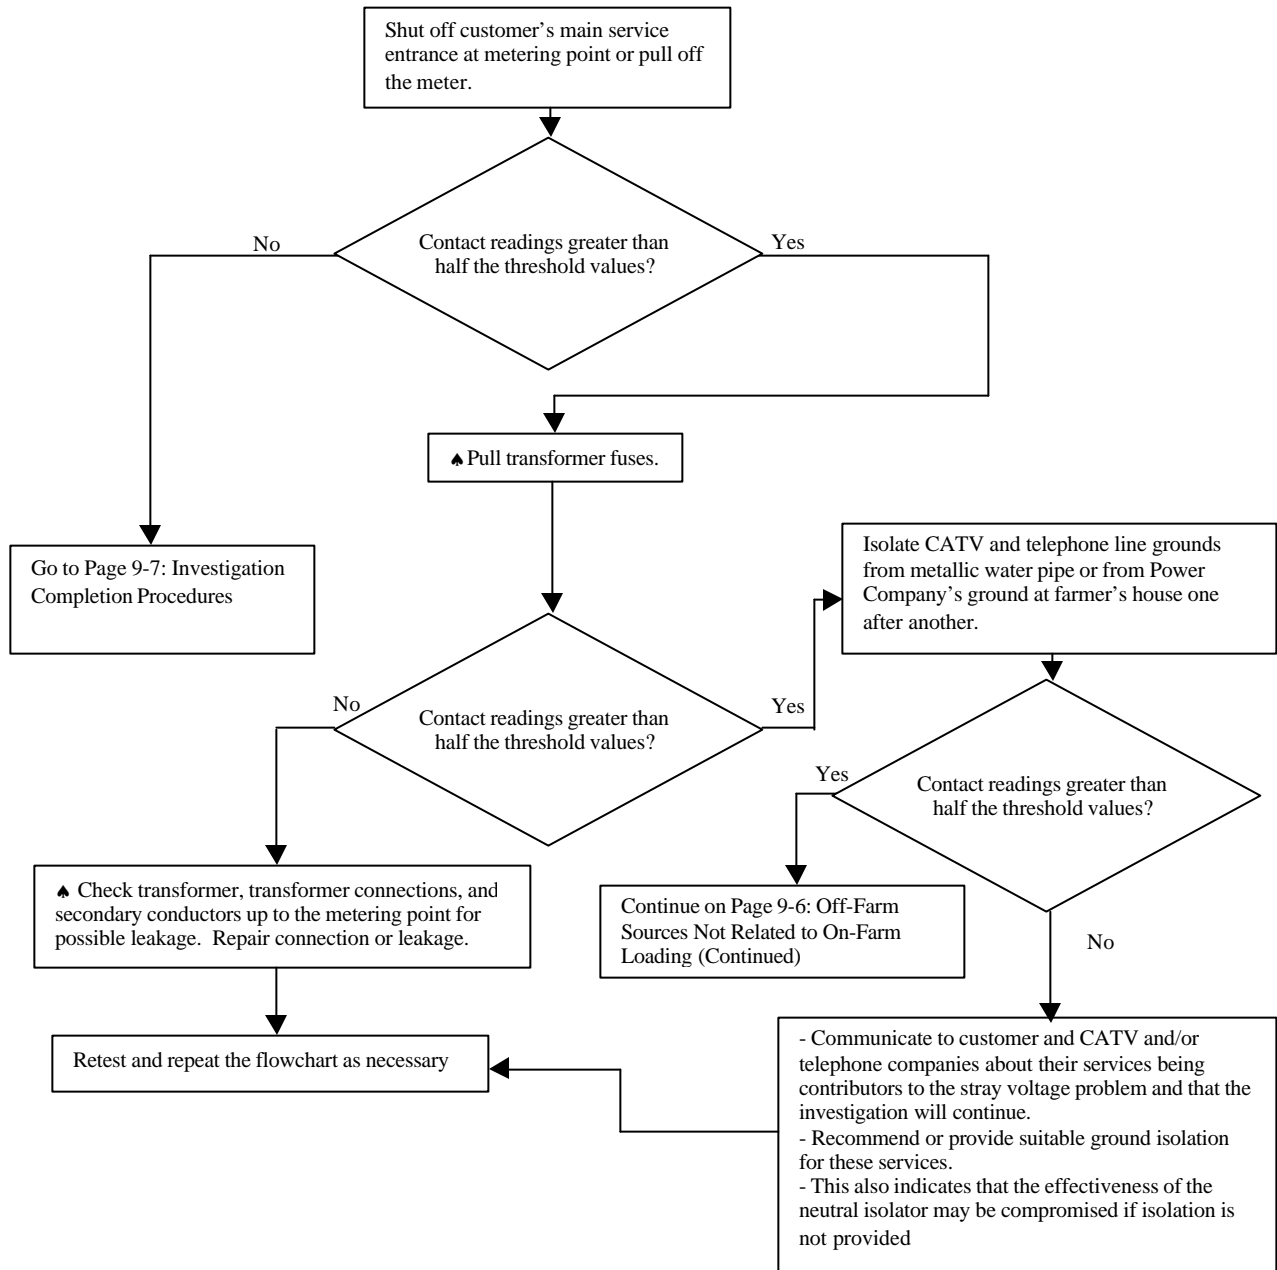 Shut off customer’s main service
entrance at metering point or pull off
the meter.
No
Contact readings greater than
half the threshold values?
Yes
♠ Pull transformer fuses.
Go to Page 9-7: Investigation
Completion Procedures
Isolate CATV and telephone line grounds
from metallic water pipe or from Power
Company’s ground at farmer’s house one
after another.
No
Contact readings greater than
half the threshold values?
Yes
Yes
Contact readings greater than
half the threshold values?
No
♠ Check transformer, transformer connections, and
secondary conductors up to the metering point for
possible leakage.  Repair connection or leakage.
Continue on Page 9-6: Off-Farm
Sources Not Related to On-Farm
Loading (Continued)
Retest and repeat the flowchart as necessary
- Communicate to customer and CATV and/or
telephone companies about their services being
contributors to the stray voltage problem and that the
investigation will continue.
- Recommend or provide suitable ground isolation
for these services.
- This also indicates that the effectiveness of the
neutral isolator may be compromised if isolation is
not provided